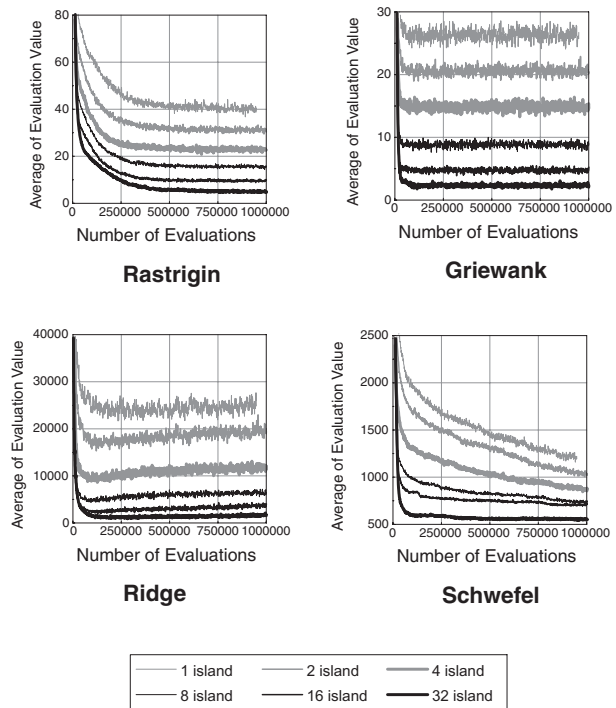 Average of Evaluation Value
80
60
40
20
0
0 250000 500000 750000 1000000
Number of Evaluations
Rastrigin
Average of Evaluation Value
30
20
10
0
0 250000 500000 750000 1000000
Number of Evaluations
Griewank
Average of Evaluation Value
40000
30000
20000
10000
0
0 250000 500000 750000 1000000
Number of Evaluations
Ridge
Average of Evaluation Value
2500
2000
1500
1000
500
0 250000 500000 750000 1000000
Number of Evaluations
Schwefel
1 island 2 island 4 island
8 island 16 island 32 island